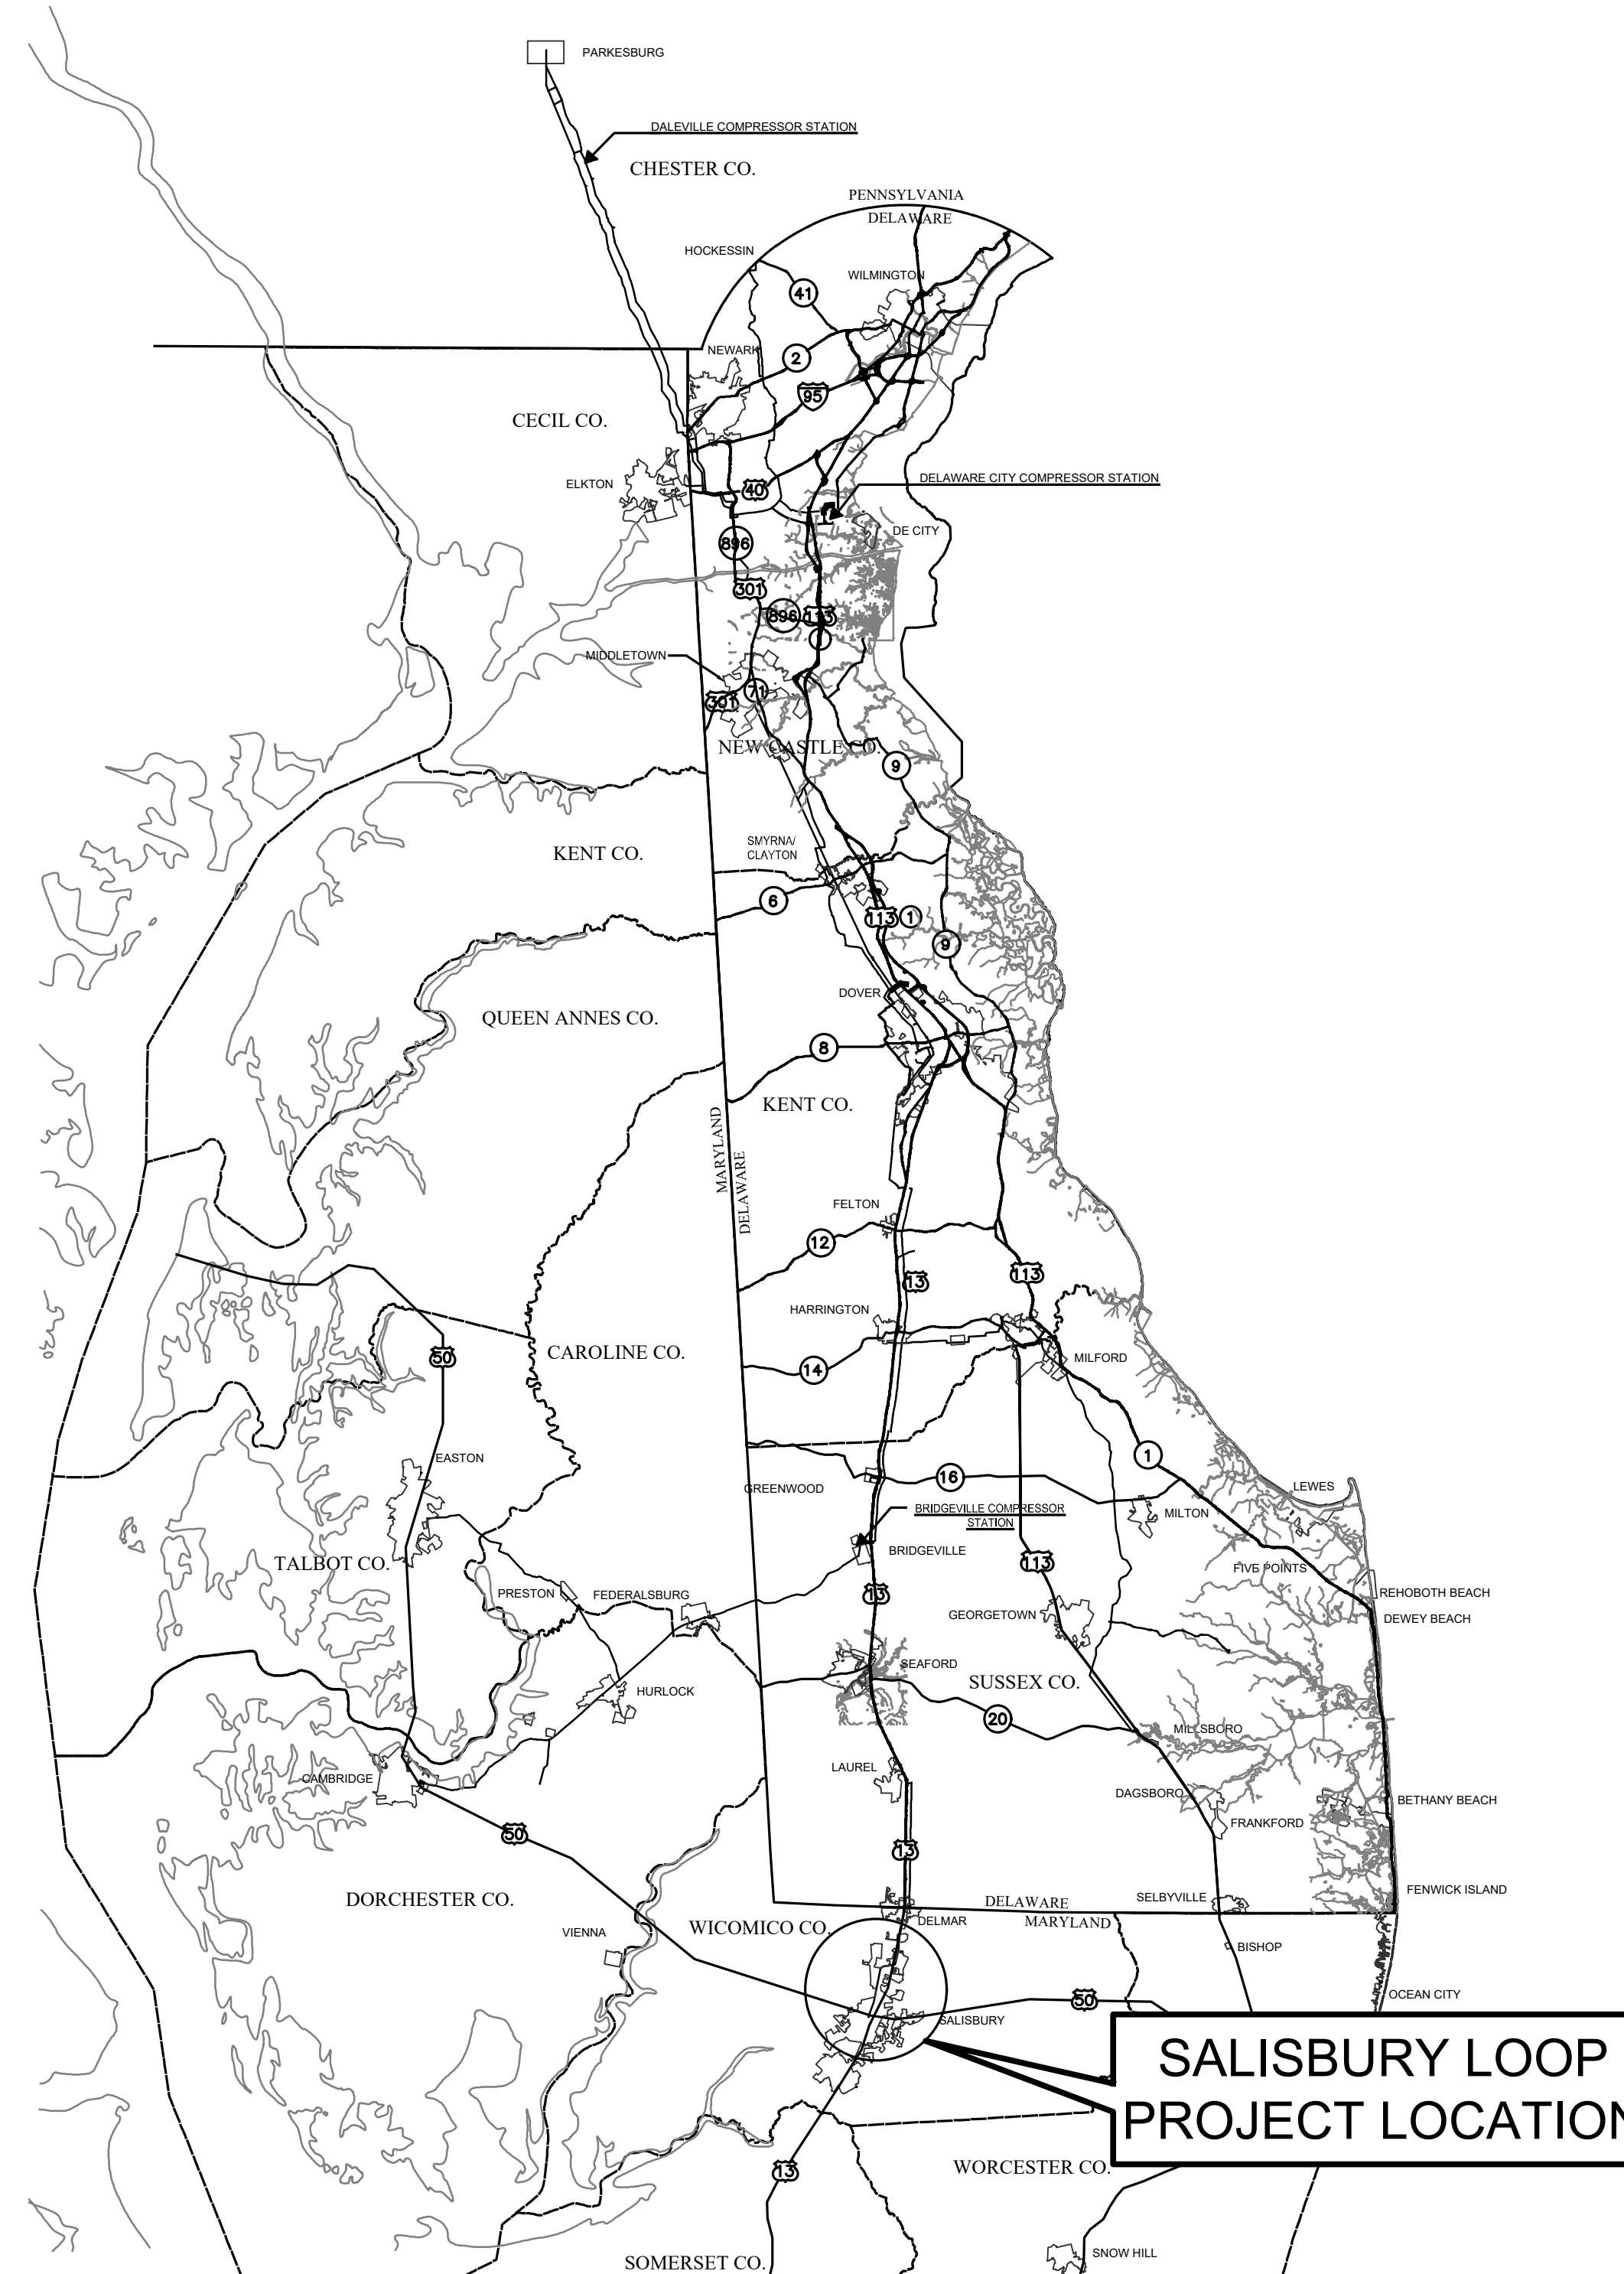 PARKESBURG
DALEVILLE COMPRESSOR STATION
CHESTER CO.
PENNSYLVANIA
DELAWARE
HOCKESSIN
WILMINGTON
41
NEWARK
2
95
CECIL CO.
ELKTON
40
DELAWARE CITY COMPRESSOR STATION
DE CITY
896
301
896
113
MIDDLETOWN
301
71
NEW CASTLE CO.
9
SMYRNA/
CLAYTON
KENT CO.
6
113
1
9
DOVER
QUEEN ANNES CO.
8
KENT CO.
MARYLAND
DELAWARE
FELTON
12
13
113
HARRINGTON
50
CAROLINE CO.
14
MILFORD
EASTON
1
16
GREENWOOD
LEWES
BRIDGEVILLE COMPRESSOR
STATION
MILTON
BRIDGEVILLE
TALBOT CO.
113
FIVE POINTS
PRESTON
FEDERALSBURG
13
REHOBOTH BEACH
GEORGETOWN
DEWEY BEACH
SEAFORD
SUSSEX CO.
HURLOCK
20
MILLSBORO
LAUREL
CAMBRIDGE
DAGSBORO
BETHANY BEACH
FRANKFORD
50
13
DORCHESTER CO.
FENWICK ISLAND
SELBYVILLE
DELAWARE
MARYLAND
DELMAR
WICOMICO CO.
VIENNA
BISHOP
OCEAN CITY
50
SALISBURY
SALISBURY LOOP
PROJECT LOCATION
WORCESTER CO.
13
SNOW HILL
SOMERSET CO.